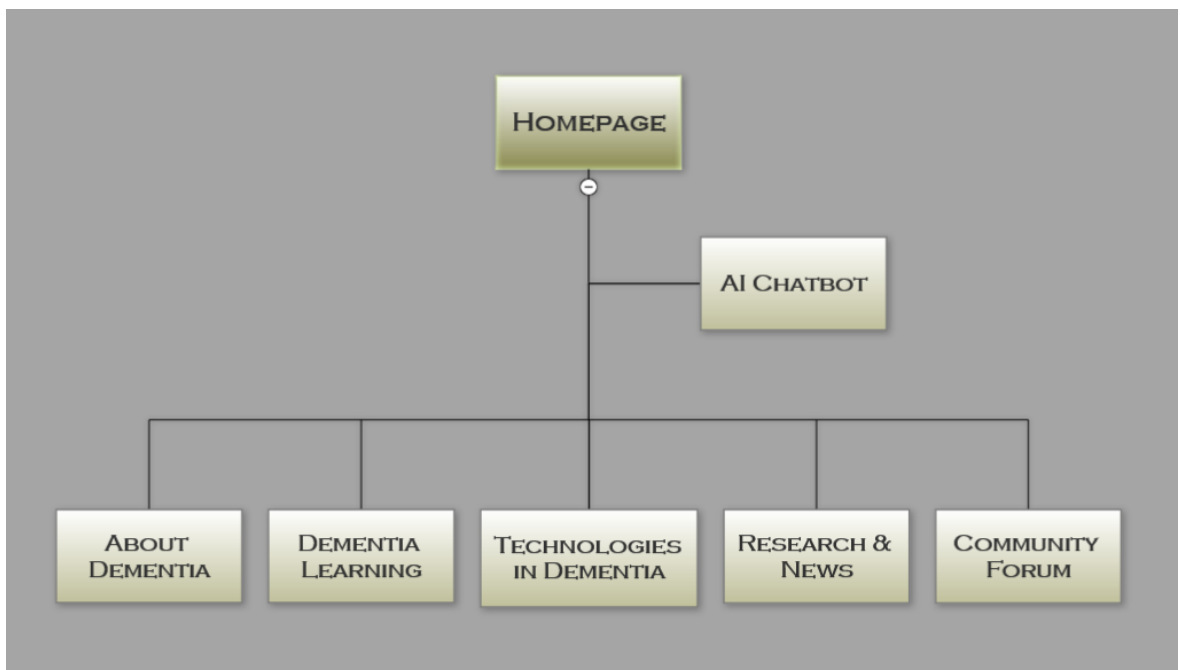 Homepage
AI Chatbot
About
Dementia
Dementia
Learning
Technologies
in Dementia
Research &
News
Community
Forum